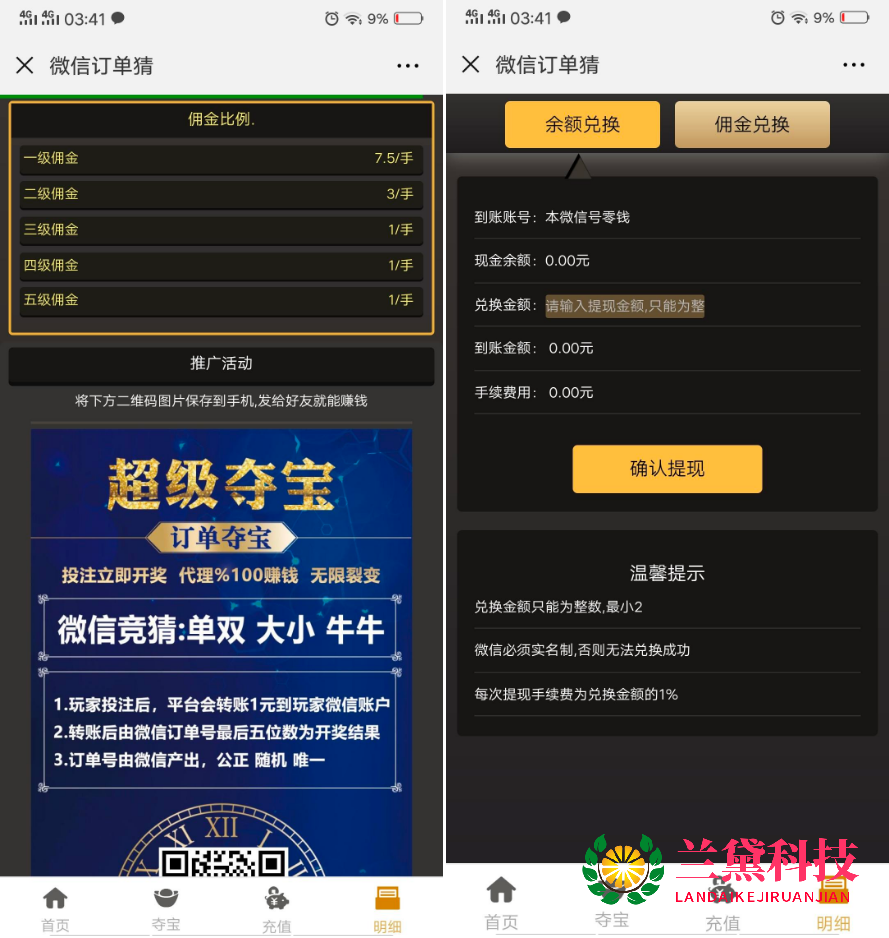 4G 4G 03:41 9%
微信订单猜
佣金比例.
一级佣金 7.5/手
二级佣金 3/手
三级佣金 1/手
四级佣金 1/手
五级佣金 1/手
推广活动
将下方二维码图片保存到手机,发给好友就能赚钱
超级夺宝
订单夺宝
投注立即开奖 代理%100赚钱 无限裂变
微信竞猜:单双 大小 牛牛
1.玩家投注后，平台会转账1元到玩家微信账户
2.转账后由微信订单号最后五位数为开奖结果
3.订单号由微信产出，公正 随机 唯一
XI XII I
首页 夺宝 充值 明细
4G 4G 03:41 9%
微信订单猜
余额兑换 佣金兑换
到账账号：本微信号零钱
现金余额：0.00元
兑换金额：请输入提现金额,只能为整
到账金额： 0.00元
手续费用： 0.00元
确认提现
温馨提示
兑换金额只能为整数,最小2
微信必须实名制,否则无法兑换成功
每次提现手续费为兑换金额的1%
兰黛科技
LANDAIKEJIRUANJIAN
首页 夺宝 充值 明细